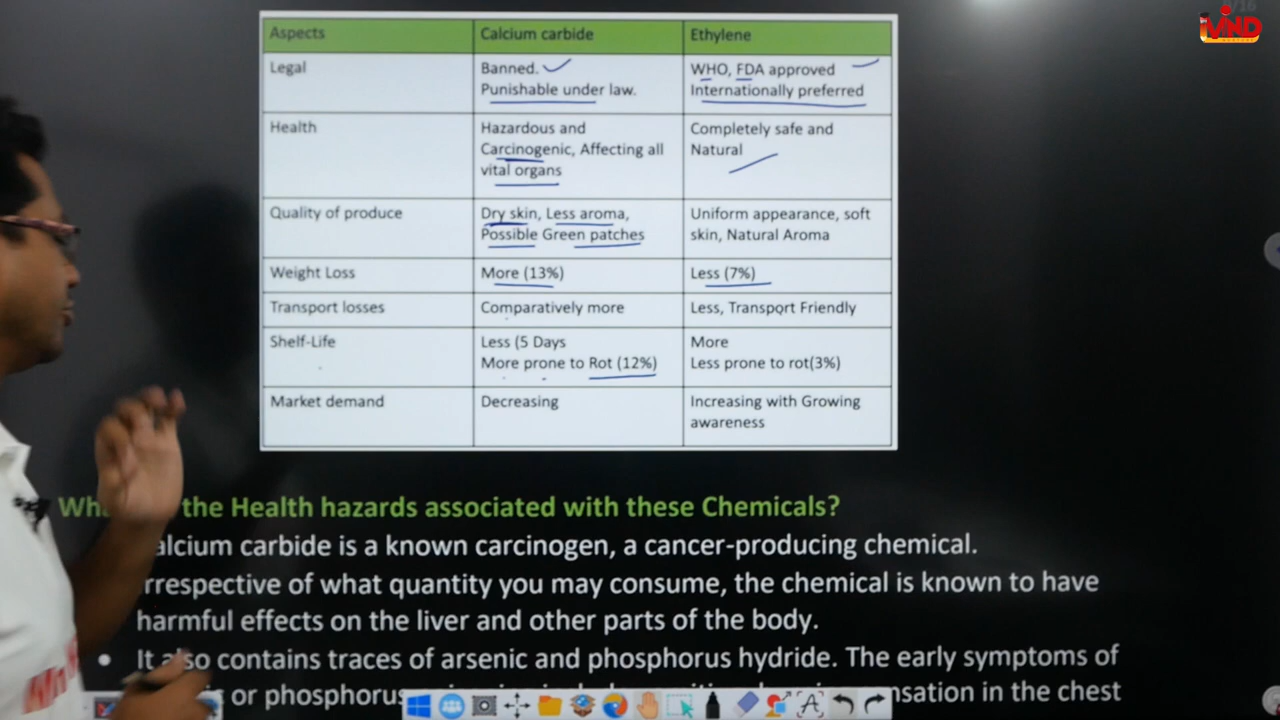 Aspects Calcium carbide Ethylene
Legal Banned. WHO, FDA approved
Punishable under law. Internationally preferred
Health Hazardous and Completely safe and
Carcinogenic, Affecting all Natural
vital organs
Quality of produce Dry skin, Less aroma, Uniform appearance, soft
Possible Green patches skin, Natural Aroma
Weight Loss More (13%) Less (7%)
Transport losses Comparatively more Less, Transport Friendly
Shelf-Life Less (5 Days More
More prone to Rot (12%) Less prone to rot(3%)
Market demand Decreasing Increasing with Growing
awareness
the Health hazards associated with these Chemicals?
alcium carbide is a known carcinogen, a cancer-producing chemical.
rrespective of what quantity you may consume, the chemical is known to have
harmful effects on the liver and other parts of the body.
• It also contains traces of arsenic and phosphorus hydride. The early symptoms of
or phosphorus nsation in the chest